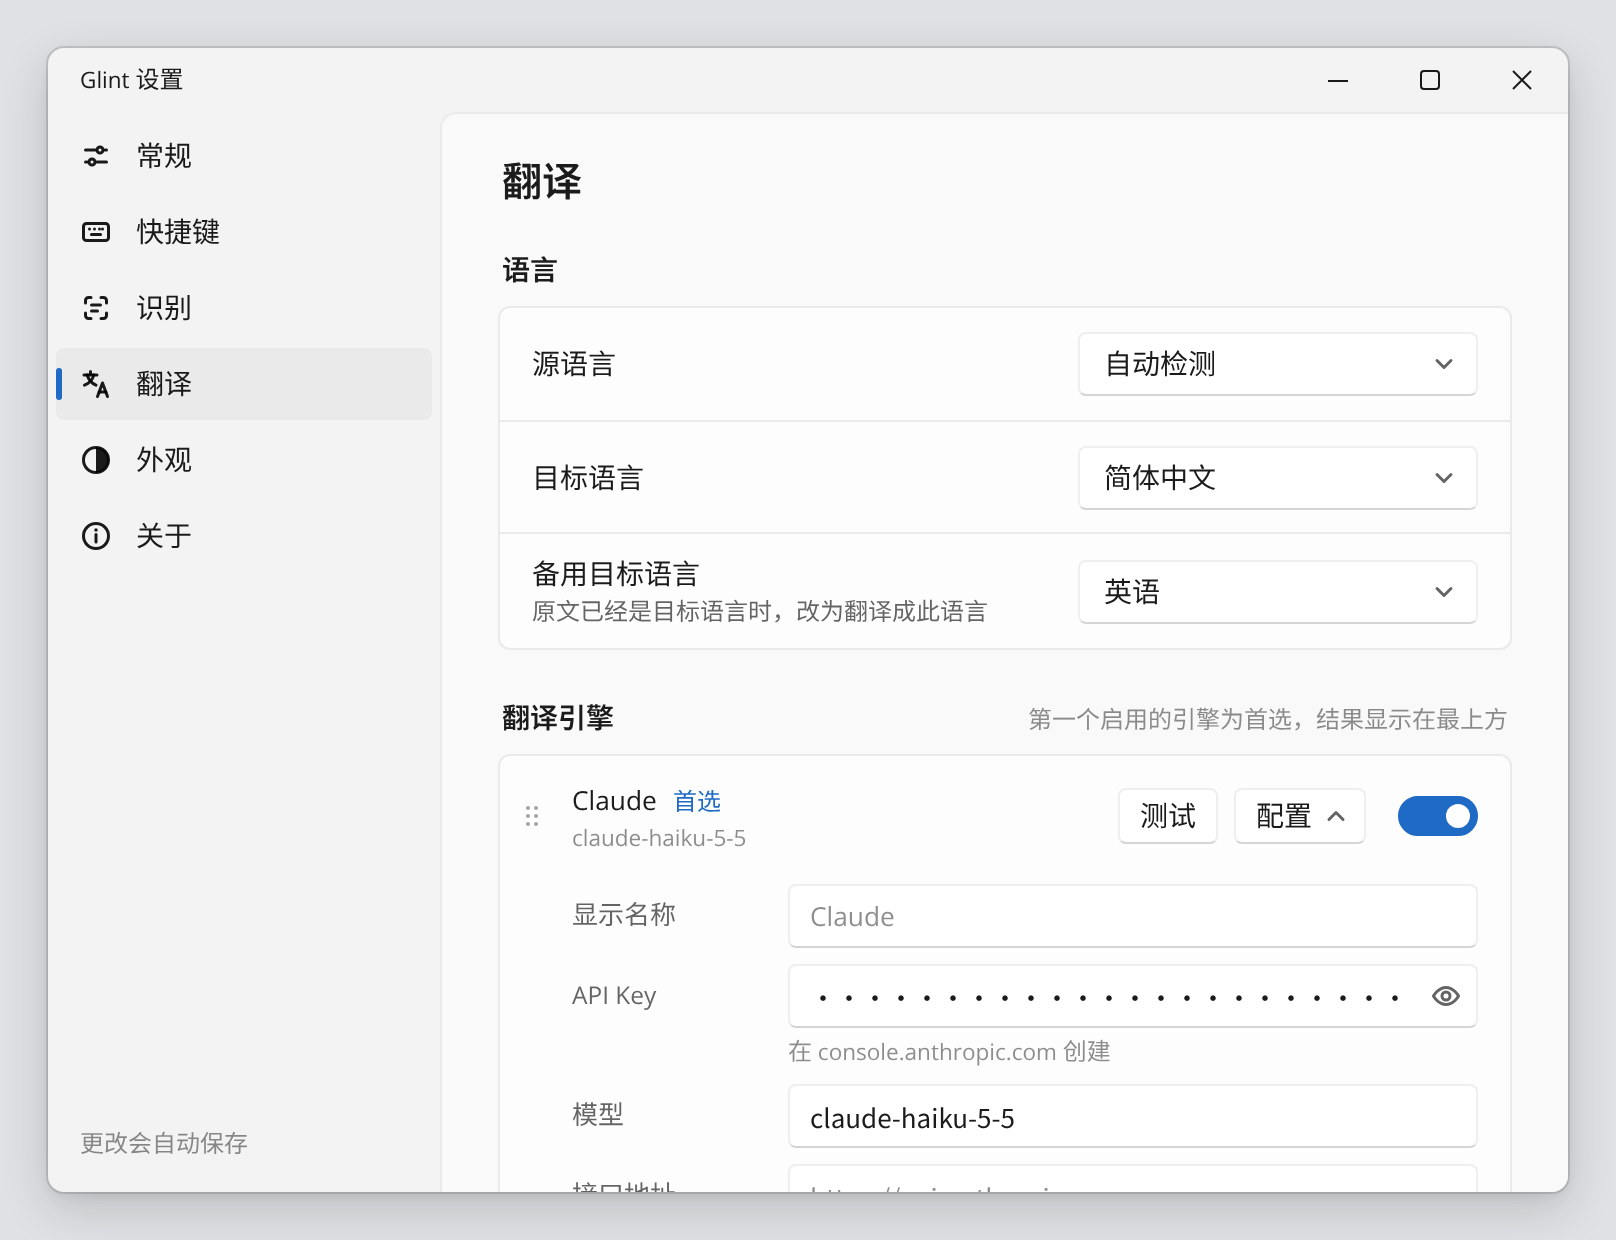 Glint 设置
常规
快捷键
识别
翻译
外观
关于
更改会自动保存
翻译
语言
源语言
自动检测
目标语言
简体中文
备用目标语言
原文已经是目标语言时，改为翻译成此语言
英语
翻译引擎
第一个启用的引擎为首选，结果显示在最上方
Claude 首选
claude-haiku-5-5
测试
配置
显示名称
Claude
API Key
在 console.anthropic.com 创建
模型
claude-haiku-5-5
接口地址